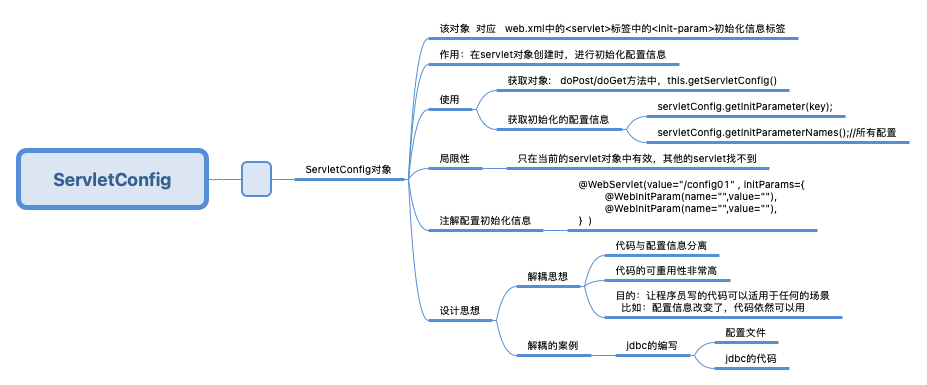 ServletConfig
ServletConfig对象
该对象 对应 web.xml中的<servlet>标签中的<init-param>初始化信息标签
作用：在servlet对象创建时，进行初始化配置信息
使用
获取对象： doPost/doGet方法中，this.getServletConfig()
获取初始化的配置信息
servletConfig.getInitParameter(key);
servletConfig.getInitParameterNames();//所有配置
局限性
只在当前的servlet对象中有效，其他的servlet找不到
注解配置初始化信息
@WebServlet(value="/config01" , initParams={
@WebInitParam(name="",value=""),
@WebInitParam(name="",value=""),
} )
设计思想
解耦思想
代码与配置信息分离
代码的可重用性非常高
目的：让程序员写的代码可以适用于任何的场景
比如：配置信息改变了，代码依然可以用
解耦的案例
jdbc的编写
配置文件
jdbc的代码